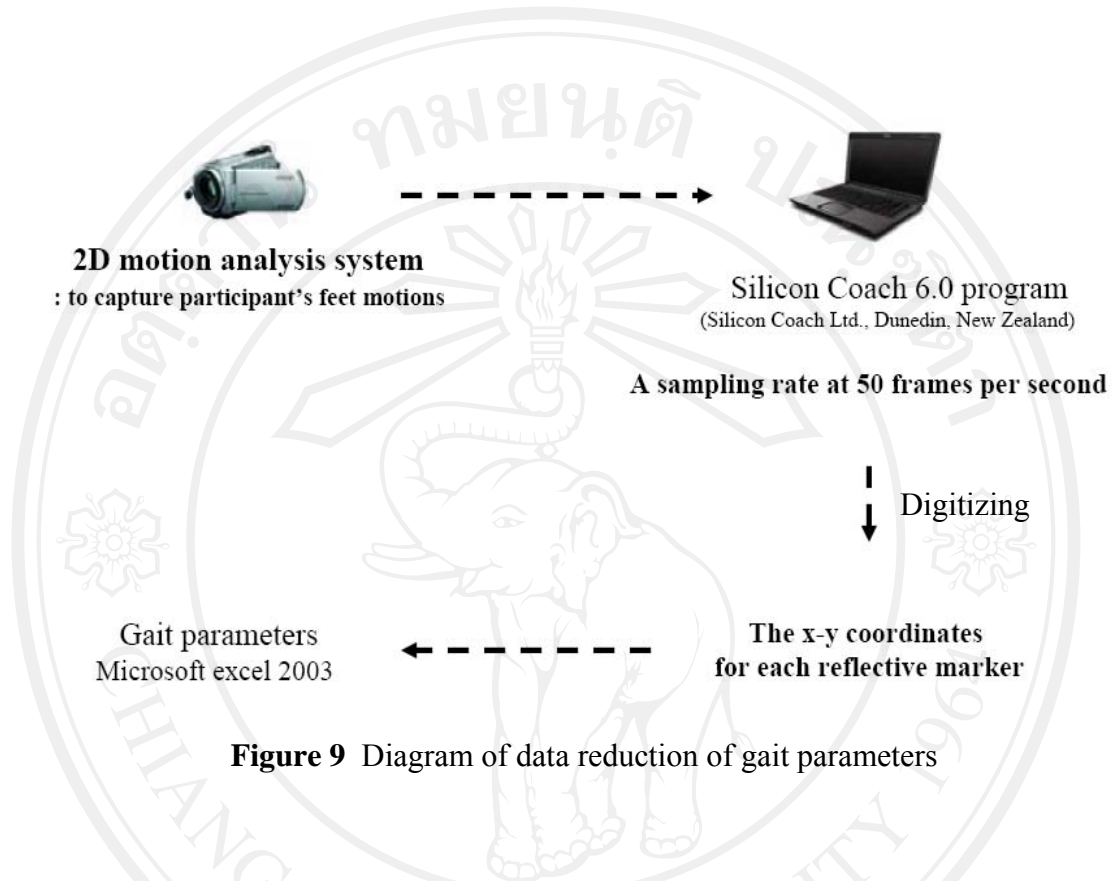 2D motion analysis system
: to capture participant's feet motions
Silicon Coach 6.0 program
(Silicon Coach Ltd., Dunedin, New Zealand)
A sampling rate at 50 frames per second
Digitizing
The x-y coordinates
for each reflective marker
Gait parameters
Microsoft excel 2003
Figure 9 Diagram of data reduction of gait parameters